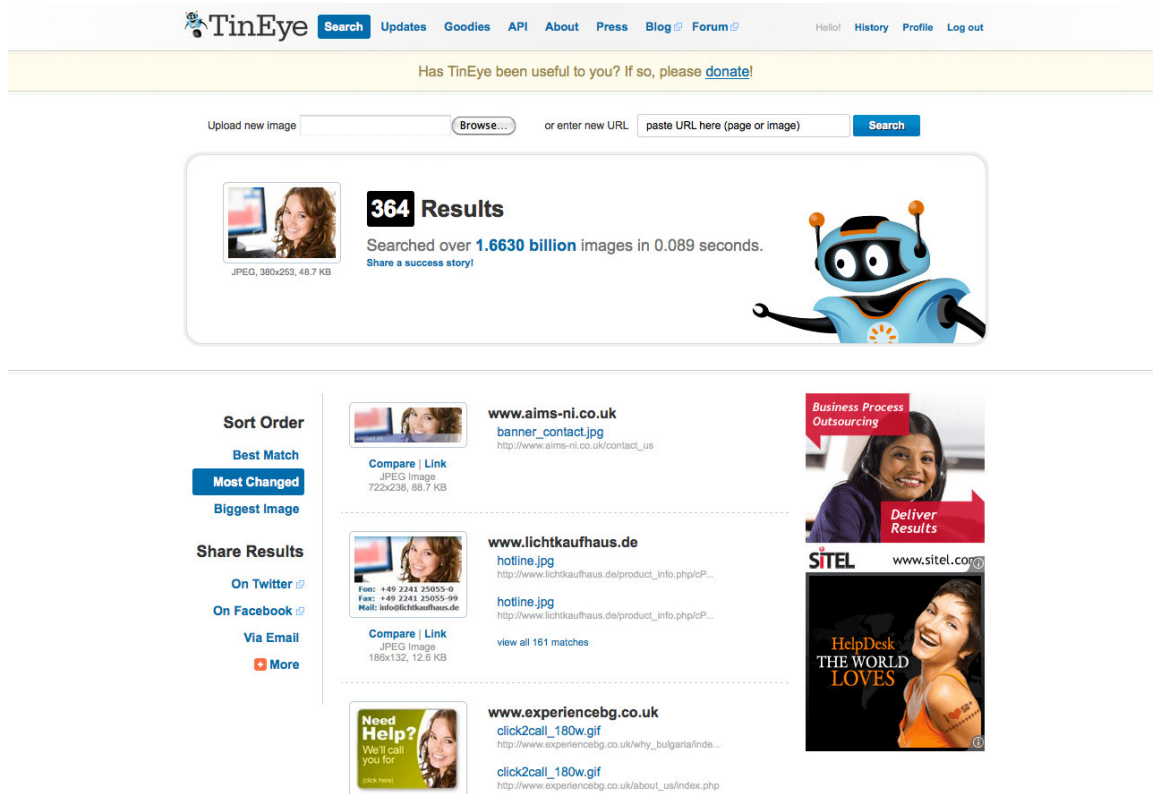 TinEye
Search Updates Goodies API About Press Blog Forum
Hello! History Profile Log out
Has TinEye been useful to you? If so, please donate!
Upload new image
Browse...
or enter new URL
paste URL here (page or image)
Search
JPEG, 380x253, 48.7 KB
364 Results
Searched over 1.6630 billion images in 0.089 seconds.
Share a success story!
Sort Order
Best Match
Most Changed
Biggest Image
Share Results
On Twitter
On Facebook
Via Email
More
Compare | Link
JPEG Image
722x238, 88.7 KB
www.aims-ni.co.uk
banner_contact.jpg
http://www.aims-ni.co.uk/contact_us
Fon: +49 2241 25055-0
Fax: +49 2241 25055-99
Mail: info@lichtkaufhaus.de
Compare | Link
JPEG Image
186x132, 12.6 KB
www.lichtkaufhaus.de
hotline.jpg
http://www.lichtkaufhaus.de/product_info.php/cP...
hotline.jpg
http://www.lichtkaufhaus.de/product_info.php/cP...
view all 161 matches
Need
Help?
We'll call
you for
(click here)
www.experiencebg.co.uk
click2call_180w.gif
http://www.experiencebg.co.uk/why_bulgaria/inde...
click2call_180w.gif
http://www.experiencebg.co.uk/about_us/index.php
Business Process
Outsourcing
Deliver
Results
SITEL www.sitel.com
HelpDesk
THE WORLD
LOVES